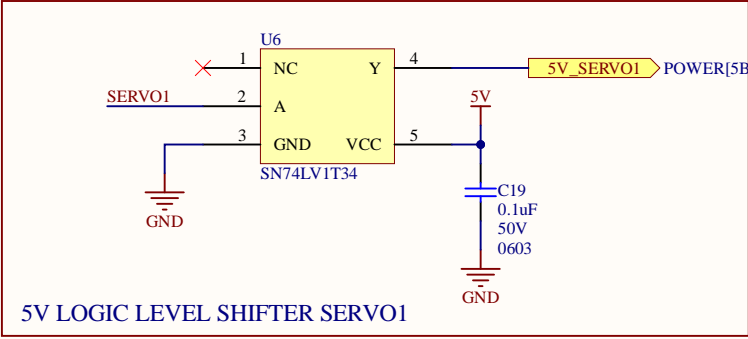 U6
1 NC Y 4
5V_SERVO1 POWER[5B
SERVO1 2 A
5V
3 GND VCC 5
SN74LV1T34
C19
0.1uF
50V
0603
GND
GND
5V LOGIC LEVEL SHIFTER SERVO1